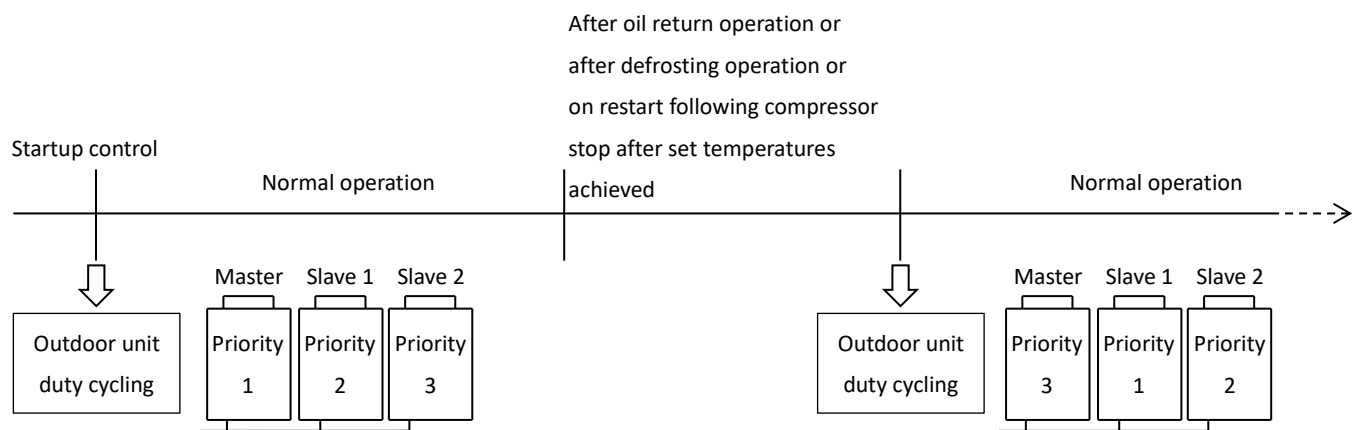 After oil return operation or
after defrosting operation or
on restart following compressor
stop after set temperatures
achieved
Startup control
Normal operation
Normal operation
Master Slave 1 Slave 2
Outdoor unit
duty cycling
Priority Priority Priority
1 2 3
Master Slave 1 Slave 2
Outdoor unit
duty cycling
Priority Priority Priority
3 1 2